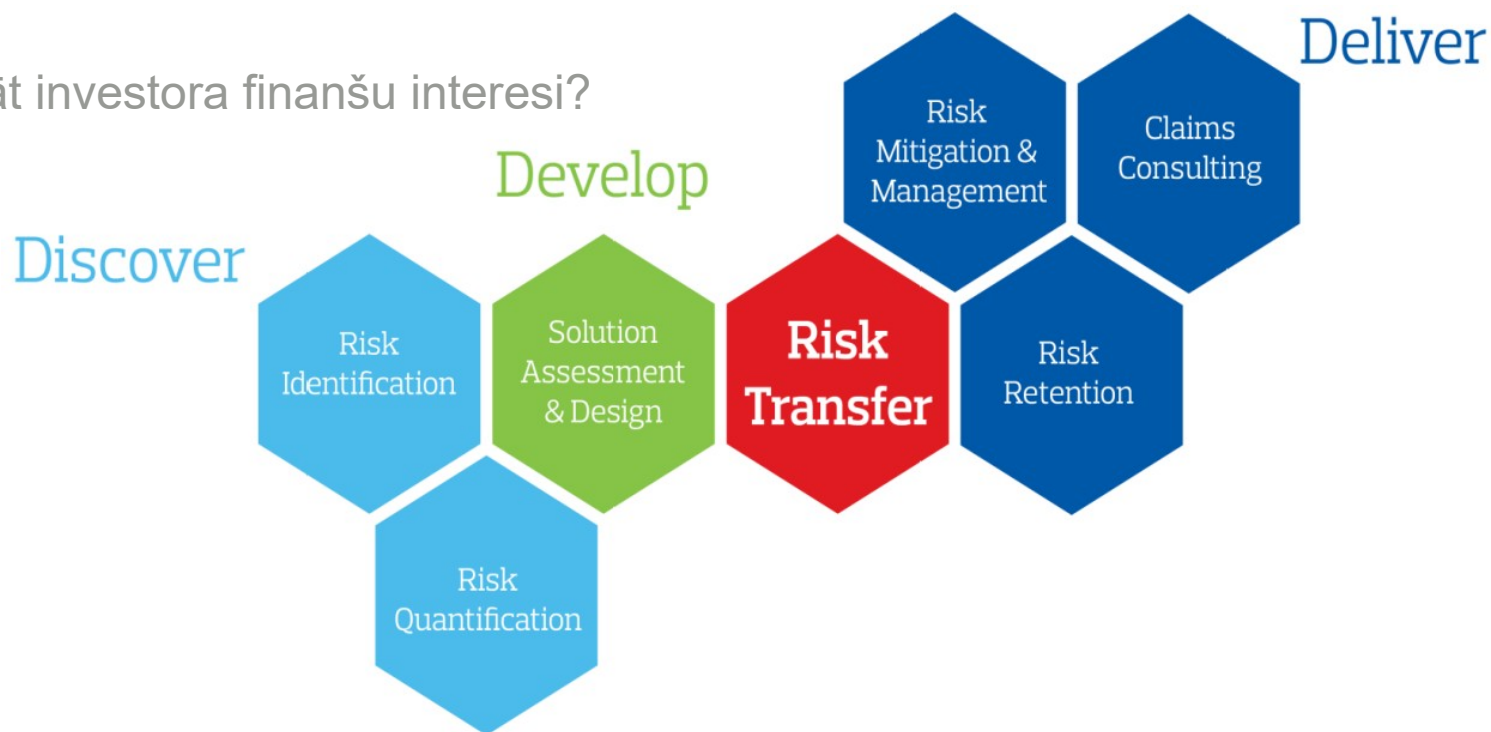 investora finanšu interesi?
Discover
Develop
Deliver
Risk
Identification
Risk
Quantification
Solution
Assessment
& Design
Risk
Transfer
Risk
Mitigation &
Management
Claims
Consulting
Risk
Retention